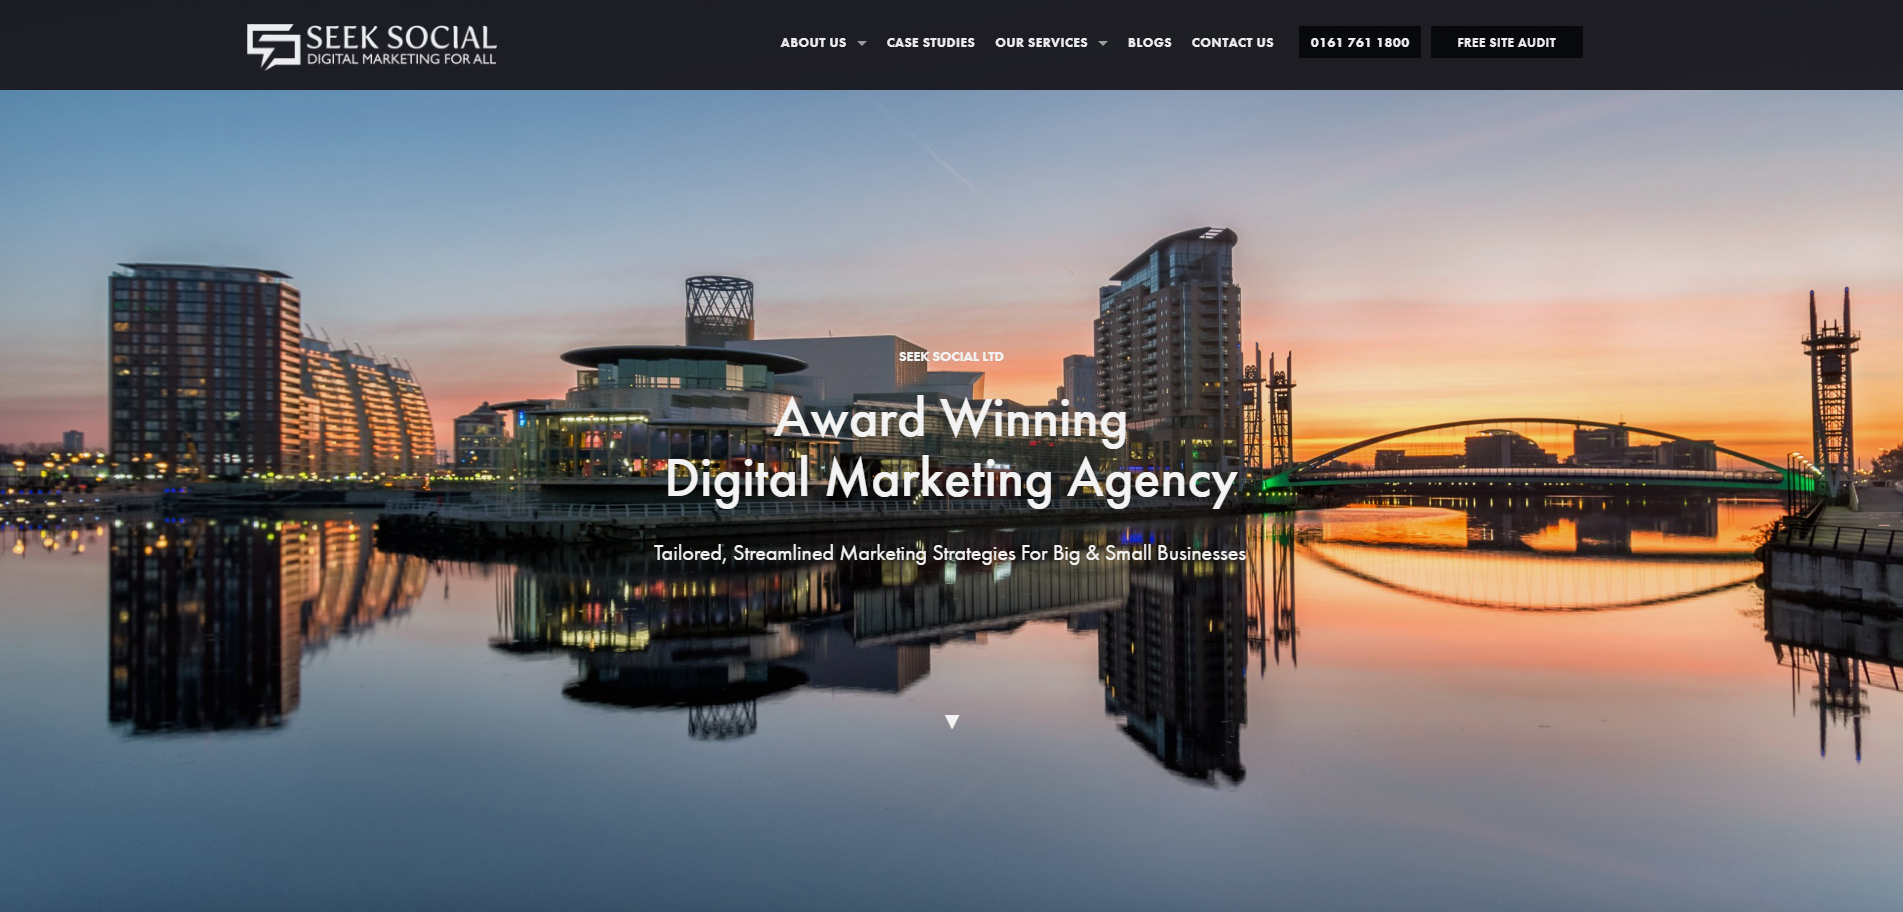 SEEK SOCIAL
DIGITAL MARKETING FOR ALL
ABOUT US
CASE STUDIES
OUR SERVICES
BLOGS
CONTACT US
0161 761 1800
FREE SITE AUDIT
SEEK SOCIAL LTD
Award Winning
Digital Marketing Agency
Tailored, Streamlined Marketing Strategies For Big & Small Businesses